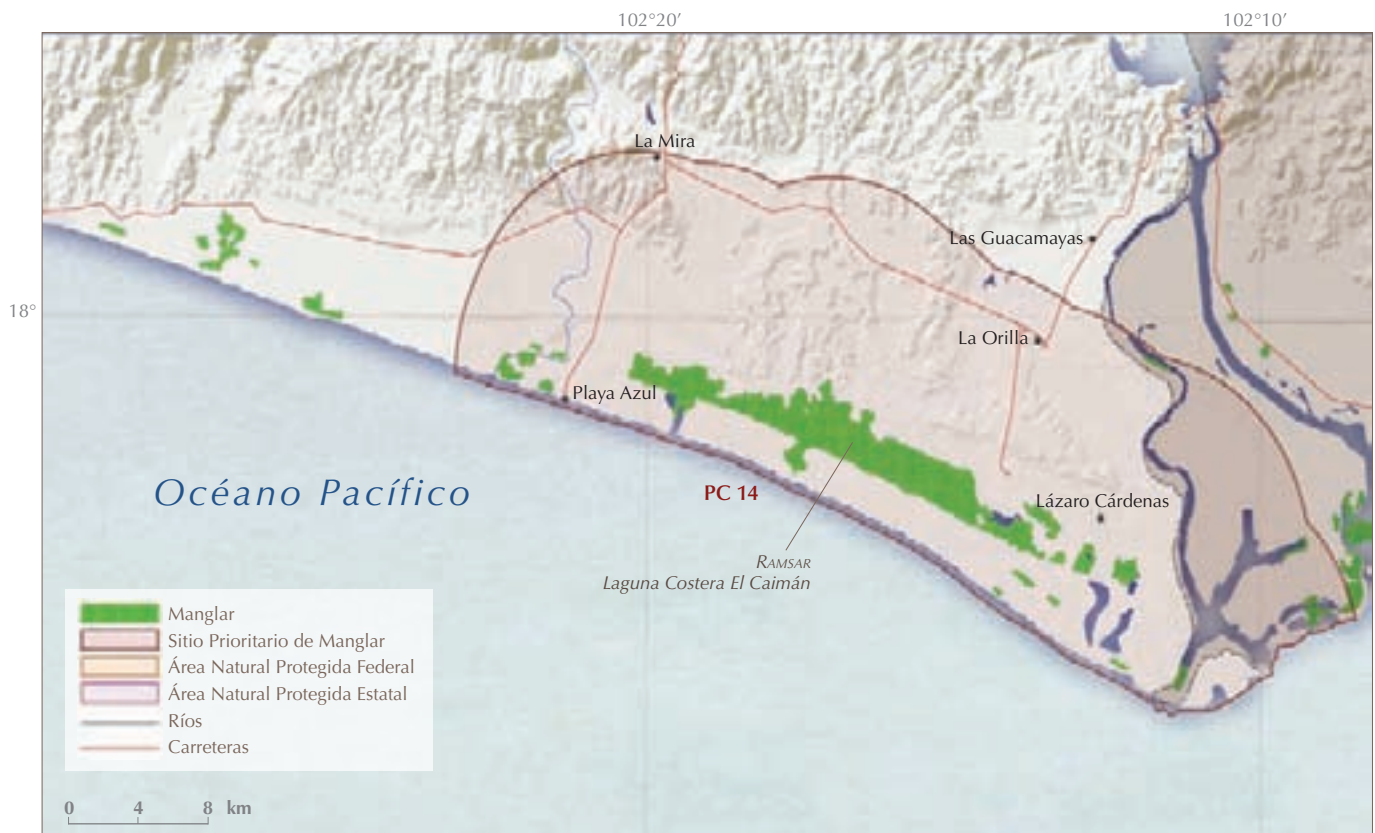 102°20′
102°10′
La Mira
Las Guacamayas
18°
La Orilla
Playa Azul
Océano Pacífico
PC 14
Lázaro Cárdenas
RAMSAR
Laguna Costera El Caimán
Manglar
Sitio Prioritario de Manglar
Área Natural Protegida Federal
Área Natural Protegida Estatal
Ríos
Carreteras
0 4 8 km